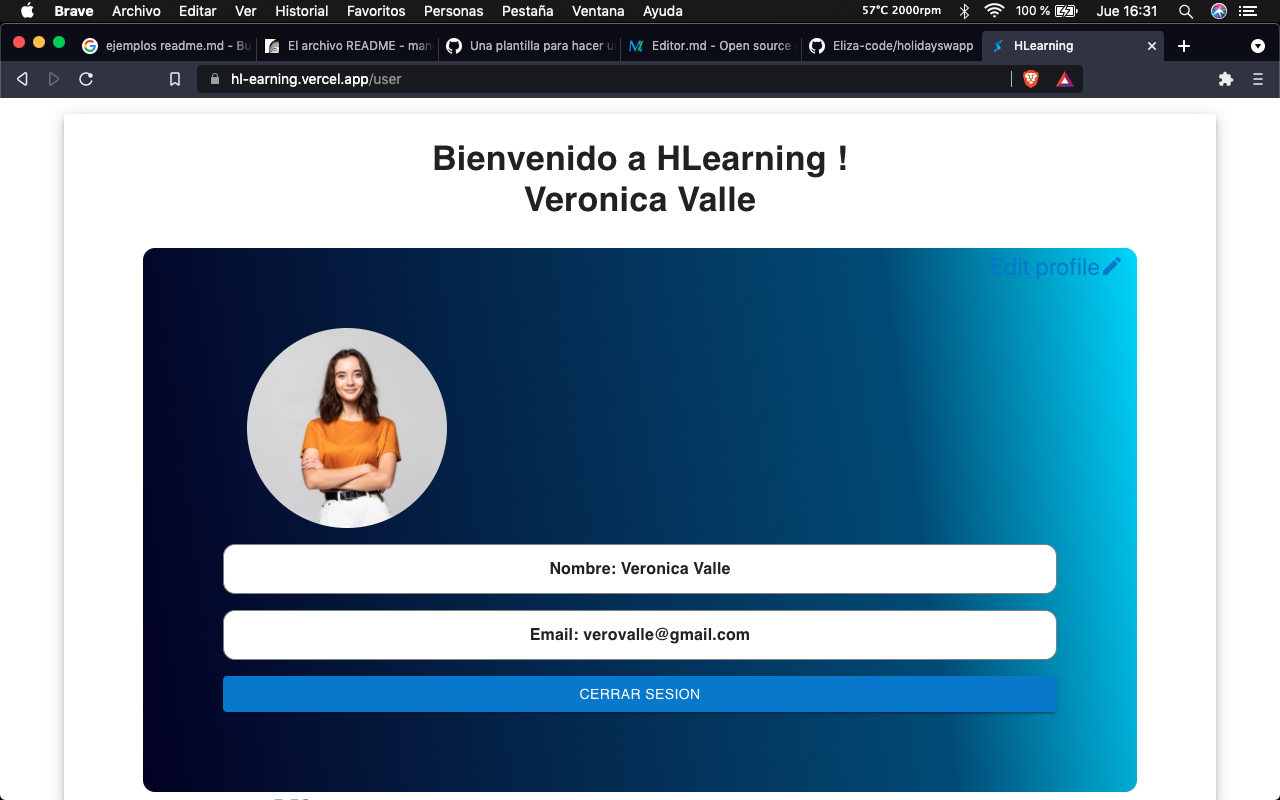 Brave Archivo Editar Ver Historial Favoritos Personas Pestaña Ventana Ayuda 57°C 2000rpm 100 % Jue 16:31
ejemplos readme.md - Bu El archivo README - man Una plantilla para hacer u Editor.md - Open source Eliza-code/holidayswapp HLearning
hl-earning.vercel.app/user
Bienvenido a HLearning !
Veronica Valle
Edit profile
Nombre: Veronica Valle
Email: verovalle@gmail.com
CERRAR SESION